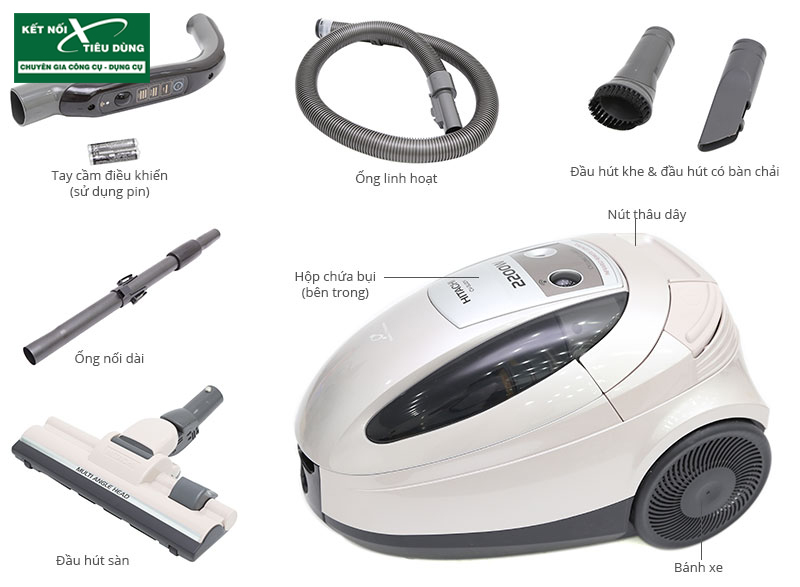 KẾT NỐI
TIÊU DÙNG
CHUYÊN GIA CÔNG CỤ - DỤNG CỤ
Tay cầm điều khiển
(sử dụng pin)
Ống linh hoạt
Đầu hút khe & đầu hút có bàn chải
Nút thâu dây
Hộp chứa bụi
(bên trong)
2200W
HITACHI
Ống nối dài
MULTI ANGLE HEAD
Đầu hút sàn
Bánh xe